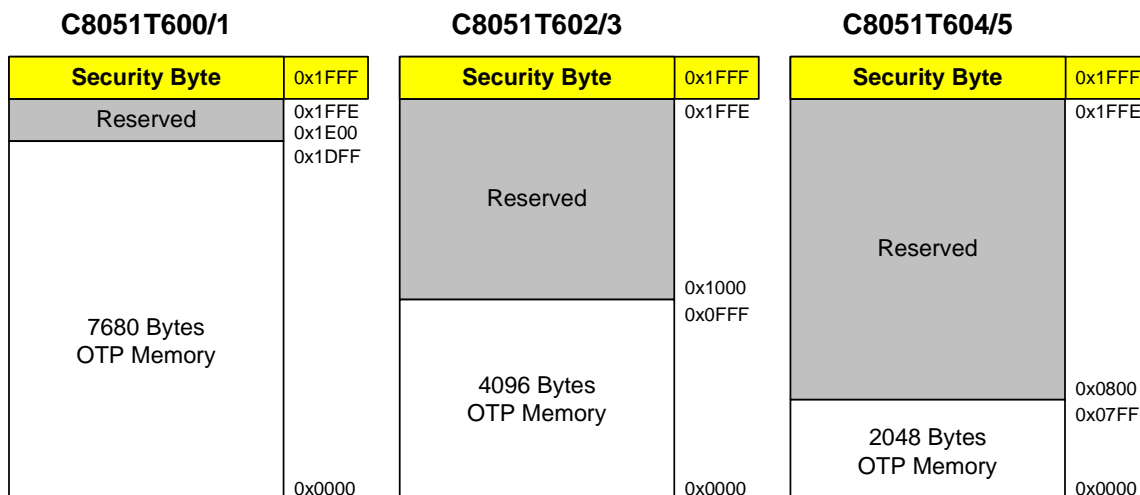 C8051T600/1
Security Byte
0x1FFF
Reserved
0x1FFE
0x1E00
0x1DFF
7680 Bytes
OTP Memory
0x0000
C8051T602/3
Security Byte
0x1FFF
0x1FFE
Reserved
0x1000
0x0FFF
4096 Bytes
OTP Memory
0x0000
C8051T604/5
Security Byte
0x1FFF
0x1FFE
Reserved
0x0800
0x07FF
2048 Bytes
OTP Memory
0x0000